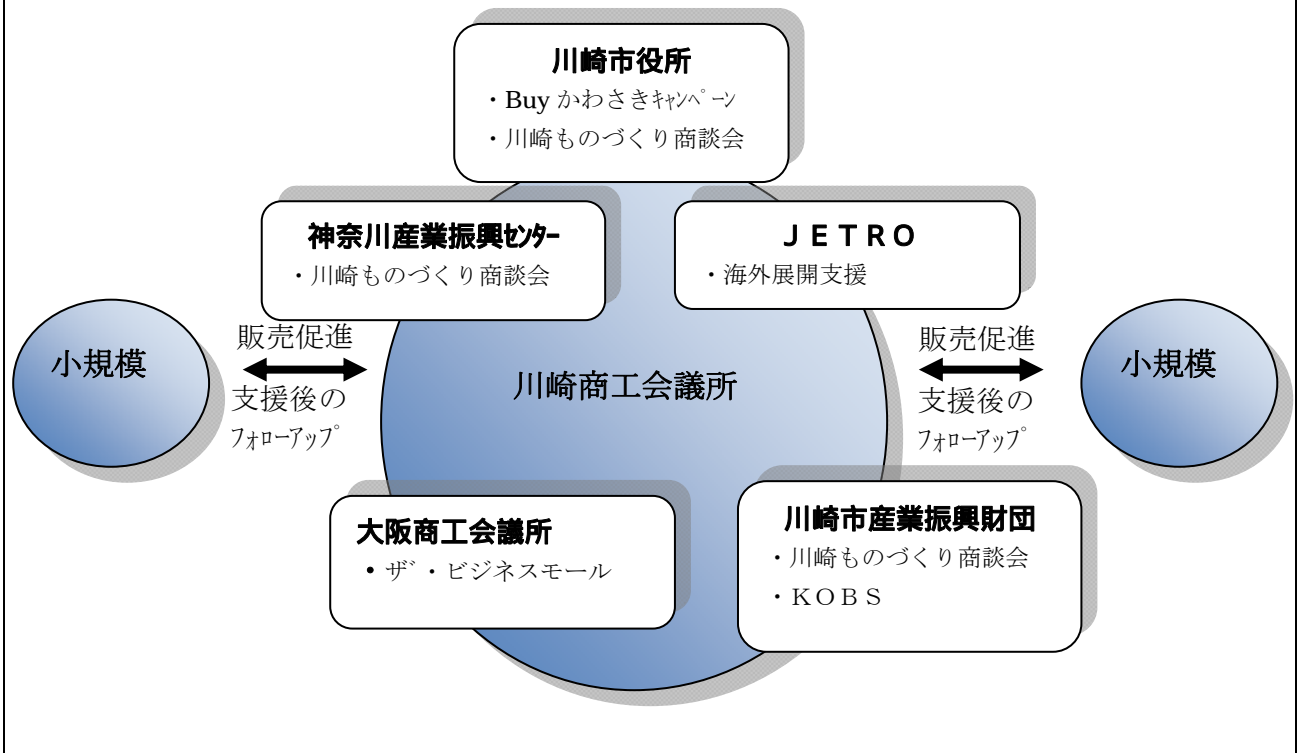 川崎市役所
・Buy かわさきｷｬﾝﾍﾟｰﾝ
・川崎ものづくり商談会
神奈川産業振興ｾﾝﾀｰ
・川崎ものづくり商談会
ＪＥＴＲＯ
・海外展開支援
小規模
販売促進
支援後の
ﾌｫﾛｰｱｯﾌﾟ
川崎商工会議所
販売促進
支援後の
ﾌｫﾛｰｱｯﾌﾟ
小規模
大阪商工会議所
• ザ・ビジネスモール
川崎市産業振興財団
・川崎ものづくり商談会
・ＫＯＢＳ